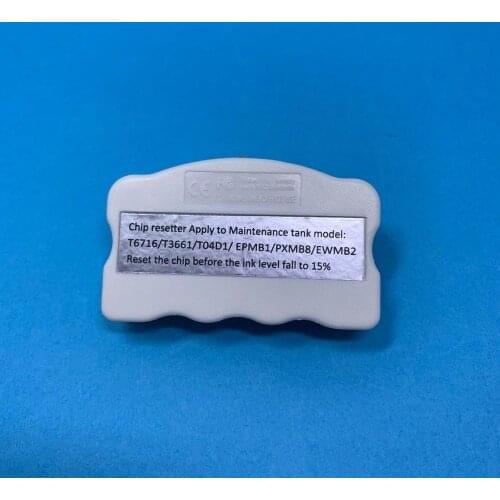 CE
Chip resetter Apply to Maintenance tank model:
T6716/T3661/T04D1/ EPMB1/PXMB8/EWMB2
Reset the chip before the ink level fall to 15%